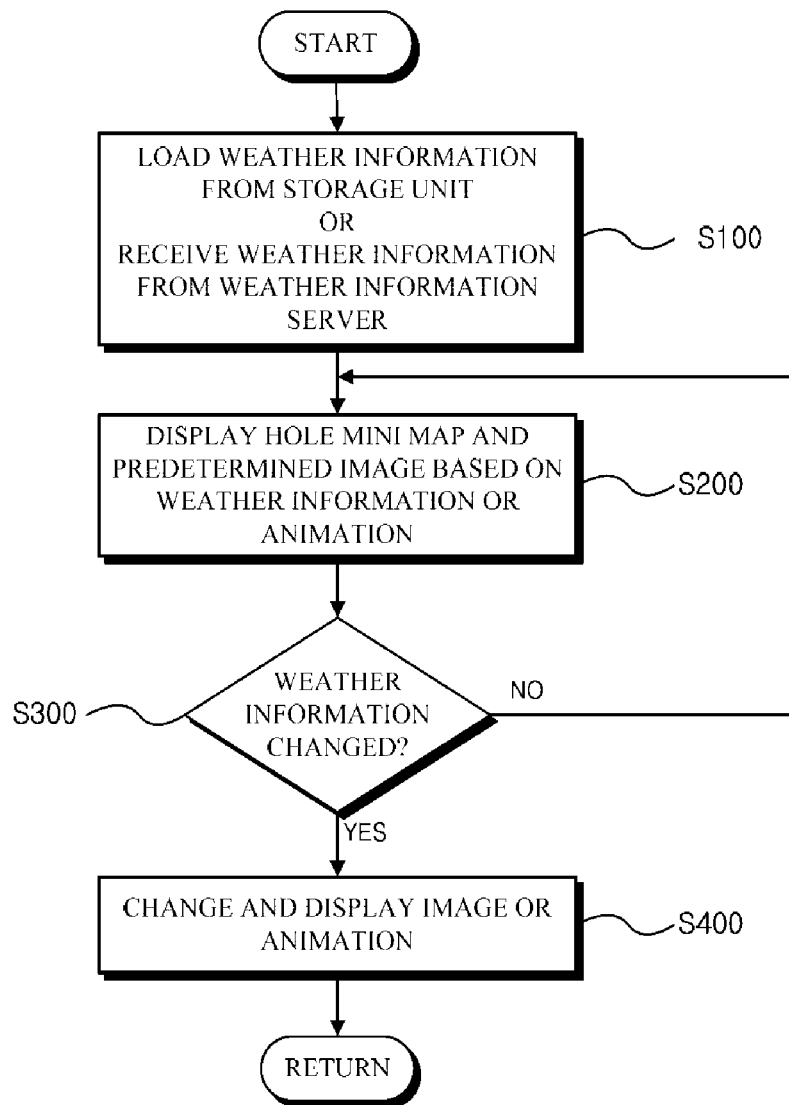 START
LOAD WEATHER INFORMATION
FROM STORAGE UNIT
OR
RECEIVE WEATHER INFORMATION
FROM WEATHER INFORMATION
SERVER
S100
DISPLAY HOLE MINI MAP AND
PREDETERMINED IMAGE BASED ON
WEATHER INFORMATION OR
ANIMATION
S200
WEATHER
INFORMATION
CHANGED?
S300
NO
YES
CHANGE AND DISPLAY IMAGE OR
ANIMATION
S400
RETURN